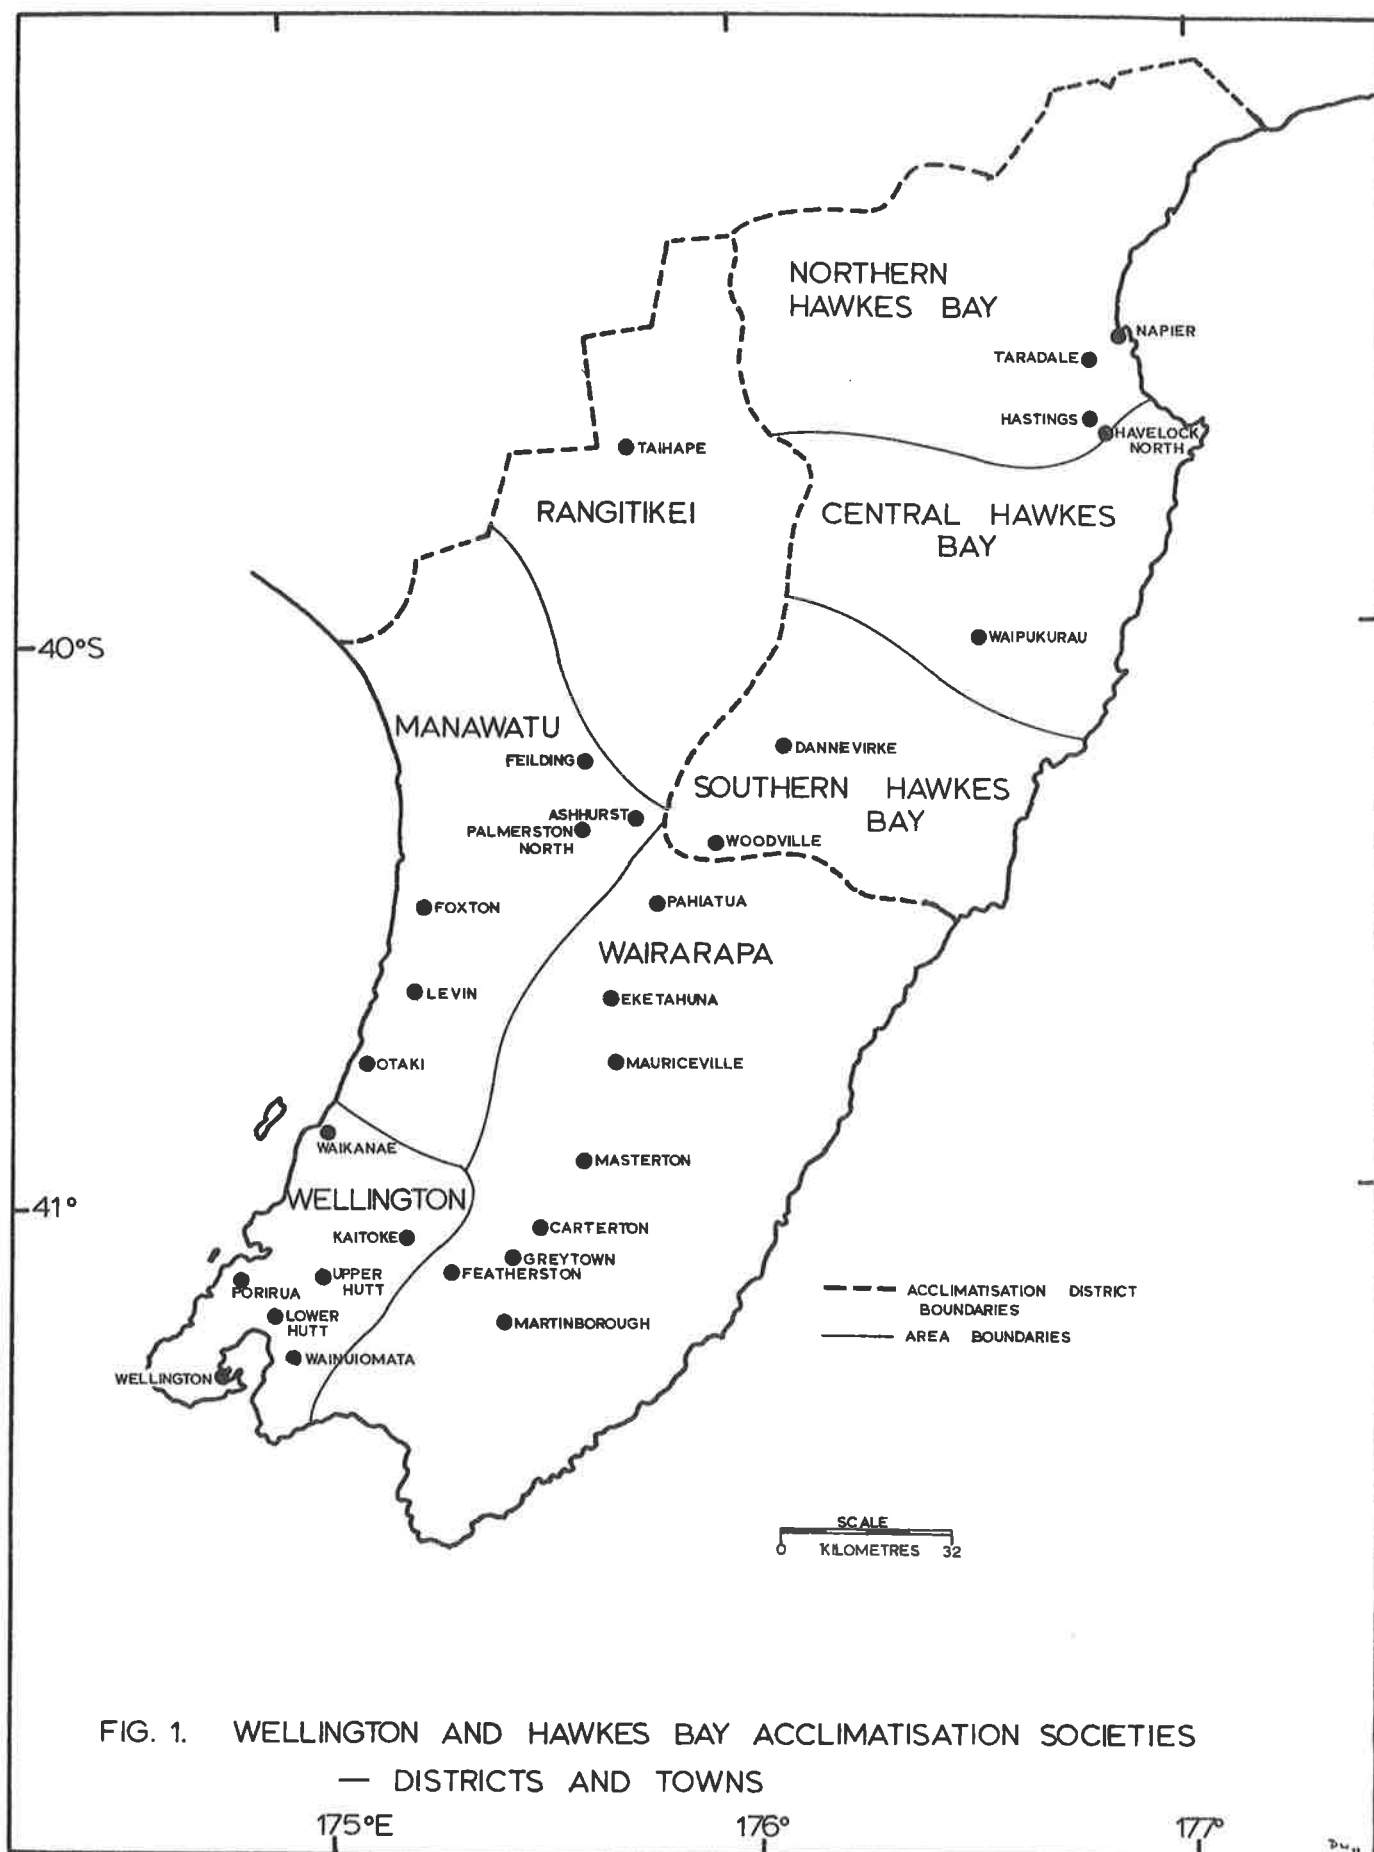 NORTHERN
HAWKES BAY
NAPIER
TARADALE
HASTINGS
HAVELOCK
NORTH
TAIHAPE
RANGITIKEI
CENTRAL HAWKES
BAY
WAIPUKURAU
40°S
MANAWATU
FEILDING
DANNEVIRKE
SOUTHERN HAWKES
BAY
ASHHURST
PALMERSTON
NORTH
WOODVILLE
PAHIATUA
FOXTON
WAIRARAPA
LEVIN
EKETAHUNA
OTAKI
MAURICEVILLE
WAIKANAE
MASTERTON
41°
WELLINGTON
KAITOKE
CARTERTON
GREYTOWN
FEATHERSTON
UPPER
HUTT
PORIRUA
LOWER
HUTT
MARTINBOROUGH
WAINUIOMATA
WELLINGTON
ACCLIMATISATION DISTRICT
BOUNDARIES
AREA BOUNDARIES
SCALE
0 KILOMETRES 32
FIG. 1. WELLINGTON AND HAWKES BAY ACCLIMATISATION SOCIETIES
— DISTRICTS AND TOWNS
175°E 176° 177°